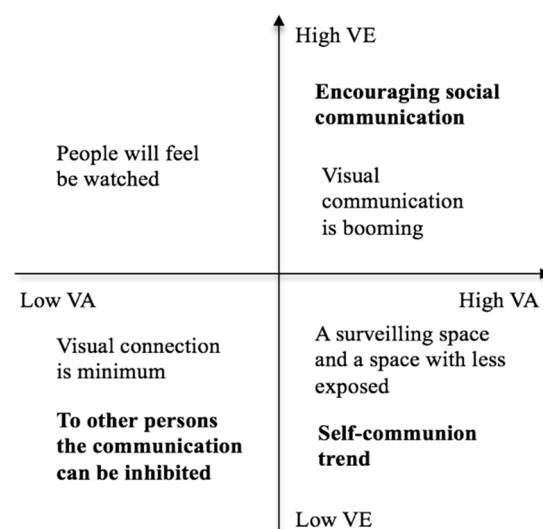 High VE
Encouraging social
communication
People will feel
be watched
Visual
communication
is booming
Low VA
High VA
Visual connection
is minimum
To other persons
the communication
can be inhibited
A surveilling space
and a space with less
exposed
Self-communion
trend
Low VE